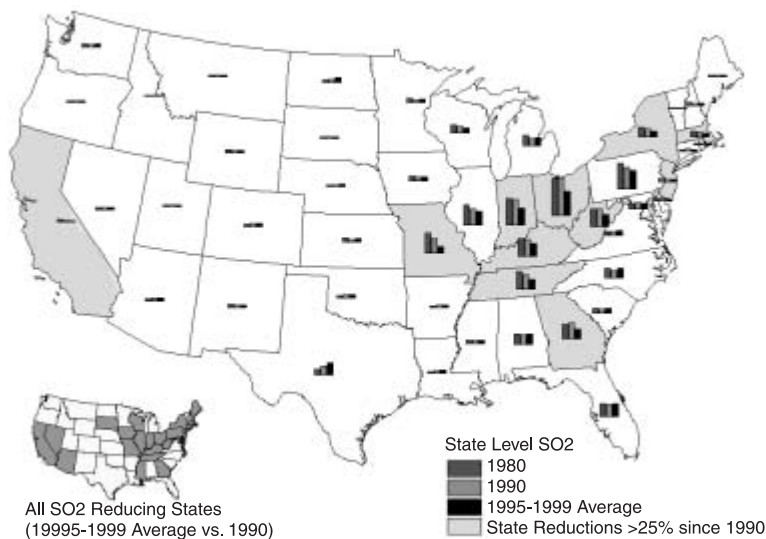 State Level SO2
1980
1990
1995-1999 Average
State Reductions >25% since 1990
All SO2 Reducing States
(19995-1999 Average vs. 1990)